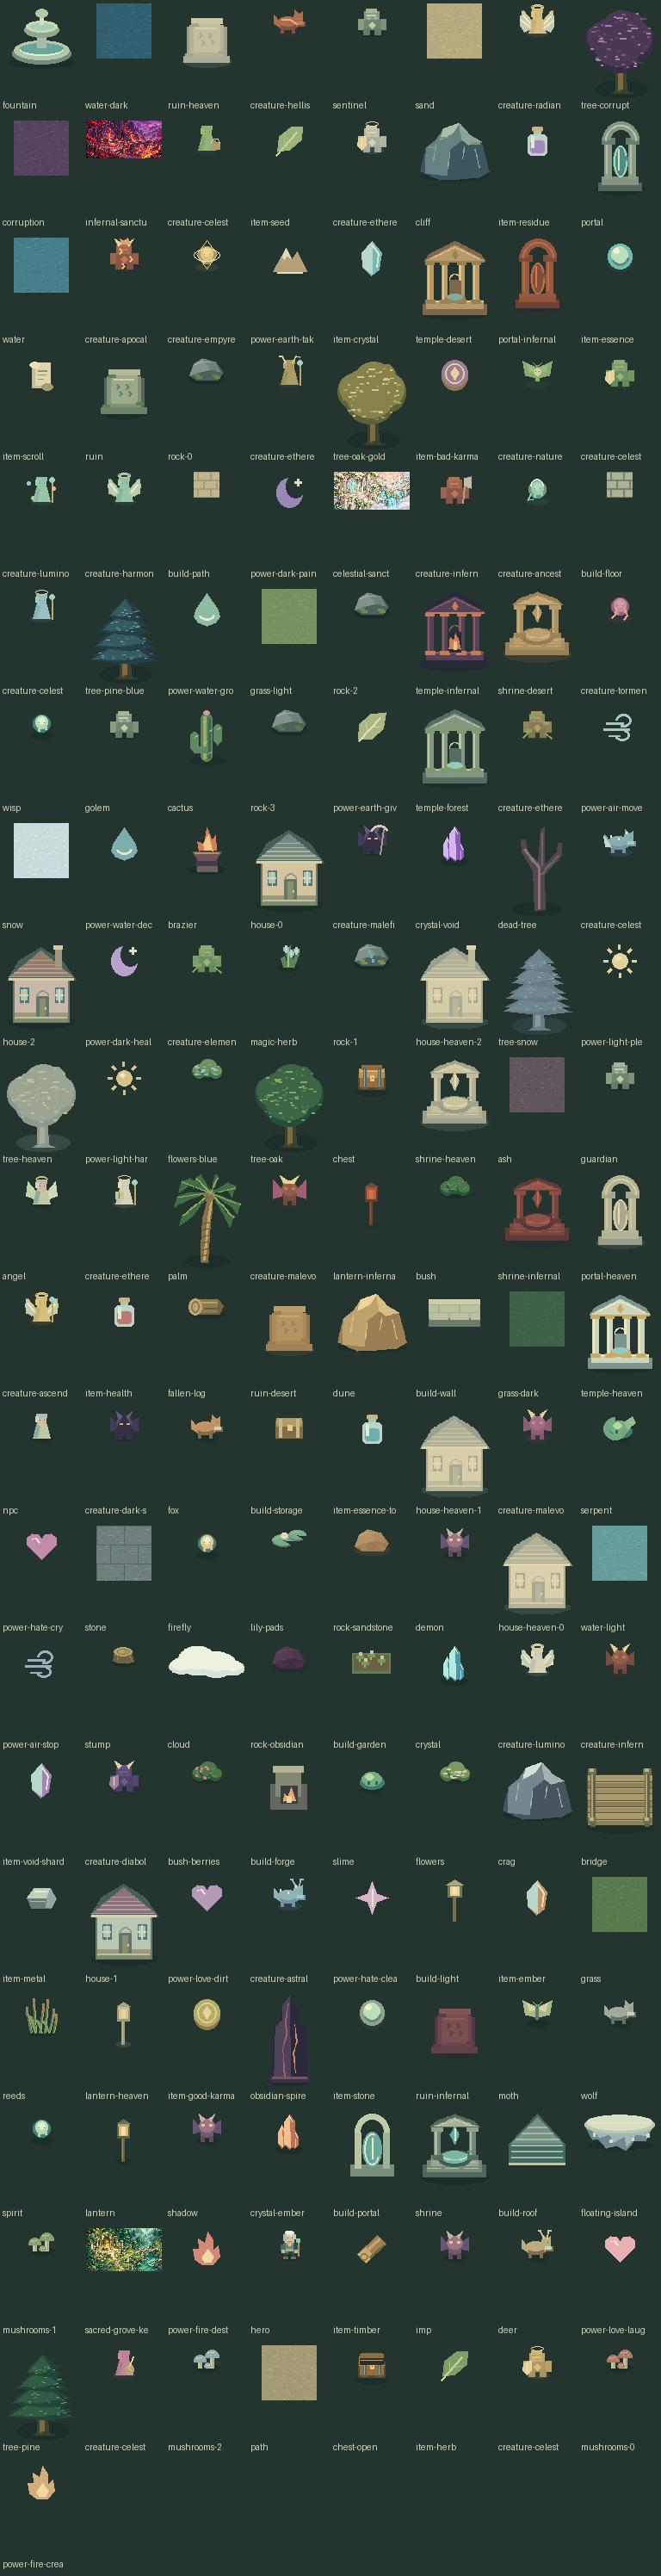 fountain water-dark ruin-heaven creature-hellis sentinel sand creature-radian tree-corrupt
corruption infernal-sanctu creature-celest item-seed creature-ethere cliff item-residue portal
water creature-apocal creature-empyre power-earth-tak item-crystal temple-desert portal-infernal item-essence
item-scroll ruin rock-0 creature-ethere tree-oak-gold item-bad-karma creature-nature creature-celest
creature-lumino creature-harmon build-path power-dark-pain celestial-sanct creature-infern creature-ancest build-floor
creature-celest tree-pine-blue power-water-gro grass-light rock-2 temple-infernal shrine-desert creature-tormen
wisp golem cactus rock-3 power-earth-giv temple-forest creature-ethere power-air-move
snow power-water-dec brazier house-0 creature-malefi crystal-void dead-tree creature-celest
house-2 power-dark-heal creature-elemen magic-herb rock-1 house-heaven-2 tree-snow power-light-ple
tree-heaven power-light-har flowers-blue tree-oak chest shrine-heaven ash guardian
angel creature-ethere palm creature-malevo lantern-inferna bush shrine-infernal portal-heaven
creature-ascend item-health fallen-log ruin-desert dune build-wall grass-dark temple-heaven
npc creature-dark-s fox build-storage item-essence-to house-heaven-1 creature-malevo serpent
power-hate-cry stone firefly lily-pads rock-sandstone demon house-heaven-0 water-light
power-air-stop stump cloud rock-obsidian build-garden crystal creature-lumino creature-infern
item-void-shard creature-diabol bush-berries build-forge slime flowers crag bridge
item-metal house-1 power-love-dirt creature-astral power-hate-clea build-light item-ember grass
reeds lantern-heaven item-good-karma obsidian-spire item-stone ruin-infernal moth wolf
spirit lantern shadow crystal-ember build-portal shrine build-roof floating-island
mushrooms-1 sacred-grove-ke power-fire-dest hero item-timber imp deer power-love-laug
tree-pine creature-celest mushrooms-2 path chest-open item-herb creature-celest mushrooms-0
power-fire-crea